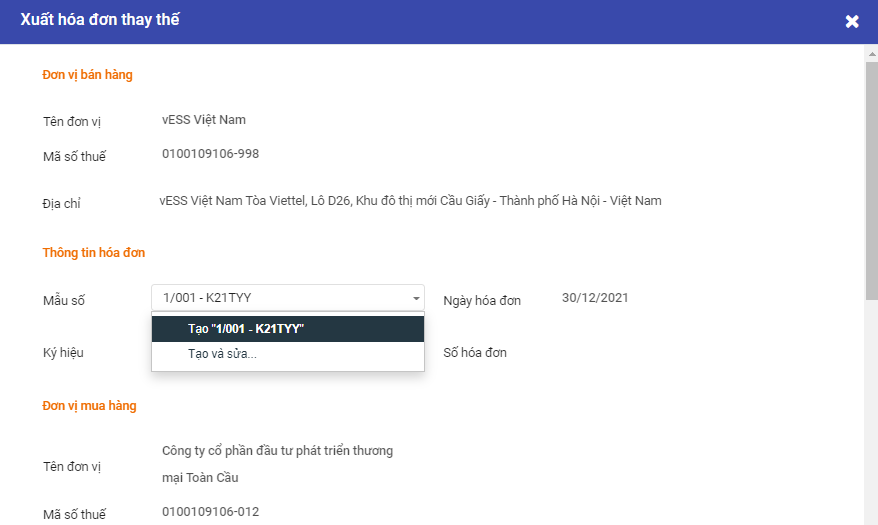 Xuất hóa đơn thay thế
Đơn vị bán hàng
Tên đơn vị vESS Việt Nam
Mã số thuế 0100109106-998
Địa chỉ vESS Việt Nam Tòa Viettel, Lô D26, Khu đô thị mới Cầu Giấy - Thành phố Hà Nội - Việt Nam
Thông tin hóa đơn
Mẫu số 1/001 - K21TYY Ngày hóa đơn 30/12/2021
Tạo "1/001 - K21TYY"
Ký hiệu Tạo và sửa... Số hóa đơn
Đơn vị mua hàng
Tên đơn vị Công ty cổ phần đầu tư phát triển thương
mại Toàn Cầu
Mã số thuế 0100109106-012